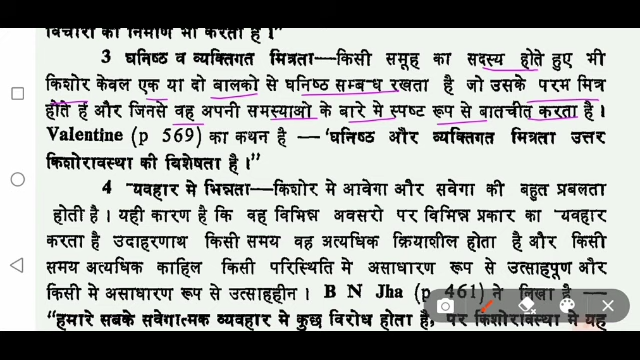 विचारों का निर्माण भी करता है।"
3 घनिष्ठ व व्यक्तिगत मित्रता—किसी समूह का सदस्य होते हुए भी
किशोर केवल एक या दो बालको से घनिष्ठ सम्बध रखता है जो उसके परम मित्र
होते हैं और जिनसे वह अपनी समस्याओ के बारे मे स्पष्ट रूप से बातचीत करता है।
Valentine (p 569) का कथन है —'घनिष्ठ और व्यक्तिगत मित्रता उत्तर
किशोरावस्था की विशेषता है।"
4 यवहार मे भिन्नता—किशोर मे आवेगा और सवेगा की बहुत प्रबलता
होती है। यही कारण है कि वह विभिन्न अवसरो पर विभिन्न प्रकार का यवहार
करता है उदाहरणाथ किसी समय वह अत्यधिक क्रियाशील होता है और किसी
समय अत्यधिक काहिल किसी परिस्थिति मे असाधारण रूप से उत्साहपूण और
किसी मे असाधारण रूप से उत्साहहीन। B N Jha (p 461) ने लिखा है —
"हमारे सबके सवेगात्मक व्यवहार मे कुछ विरोध होता है, पर किशोरावस्था मे यह